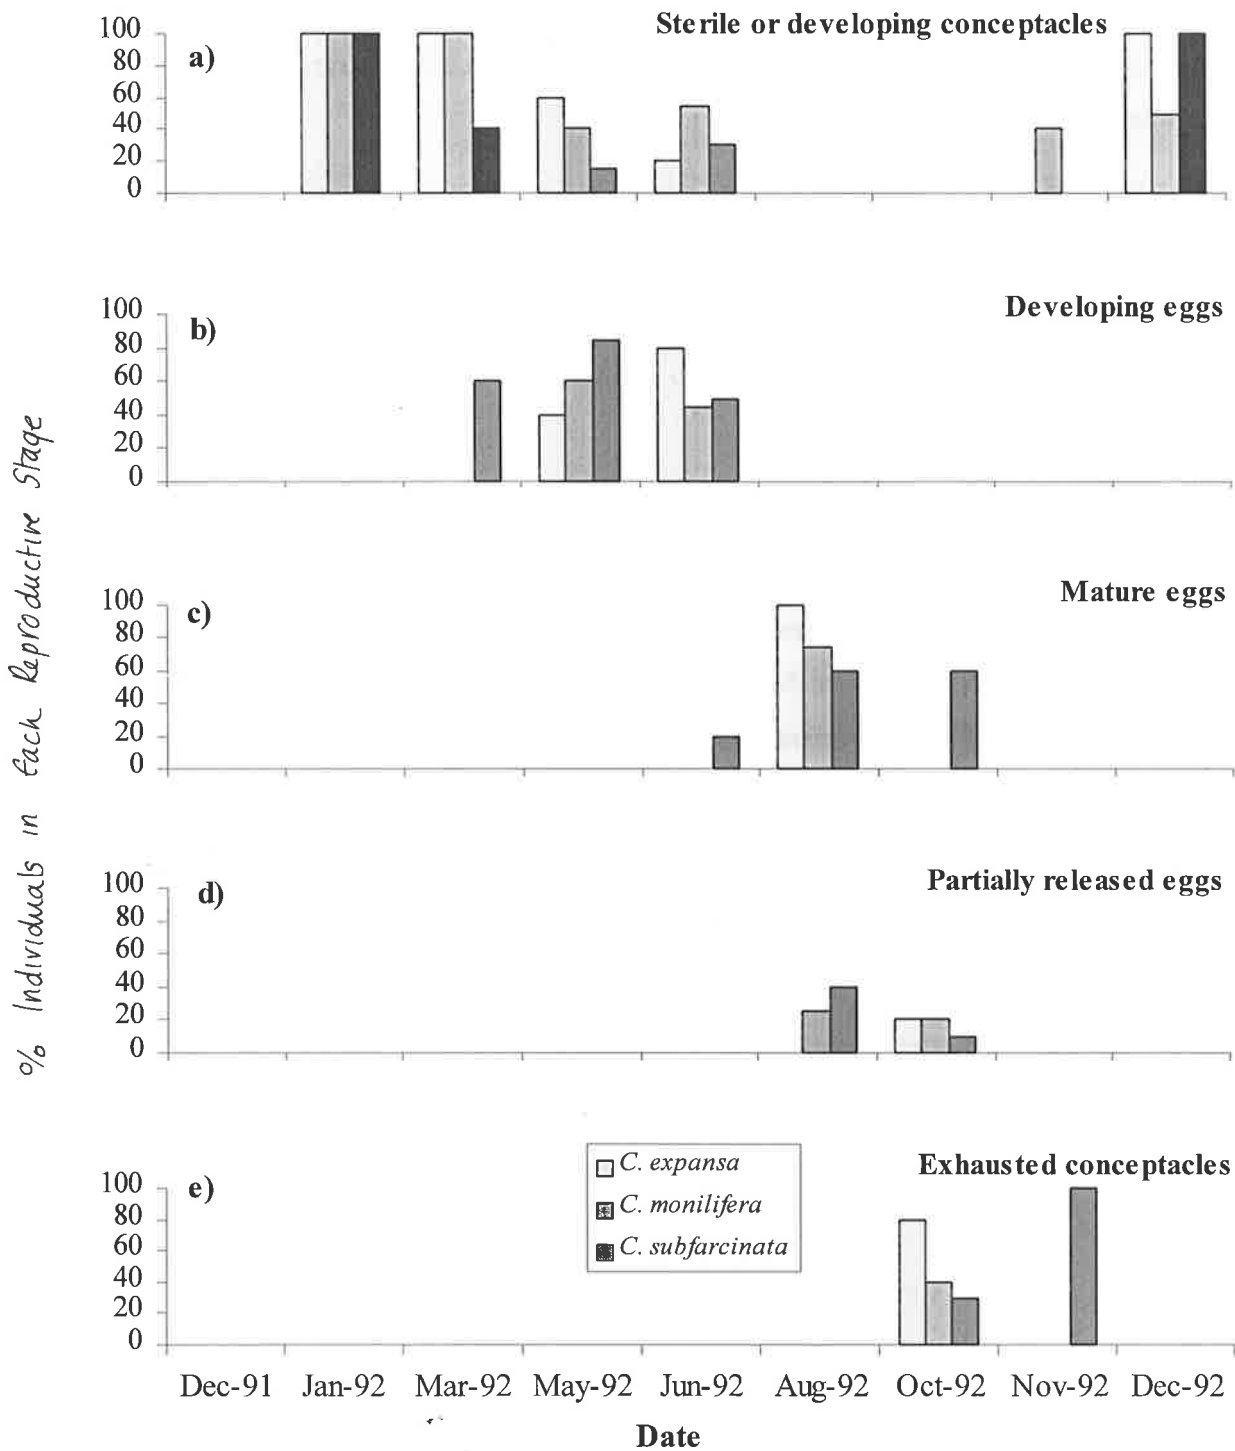 Sterile or developing conceptacles
a)
100
80
60
40
20
0
Developing eggs
b)
100
80
60
40
20
0
Mature eggs
c)
100
80
60
40
20
0
Partially released eggs
d)
100
80
60
40
20
0
Exhausted conceptacles
e)
100
80
60
40
20
0
C. expansa
C. monilifera
C. subfarcinata
Dec-91 Jan-92 Mar-92 May-92 Jun-92 Aug-92 Oct-92 Nov-92 Dec-92
Date
% Individuals in Each Reproductive Stage